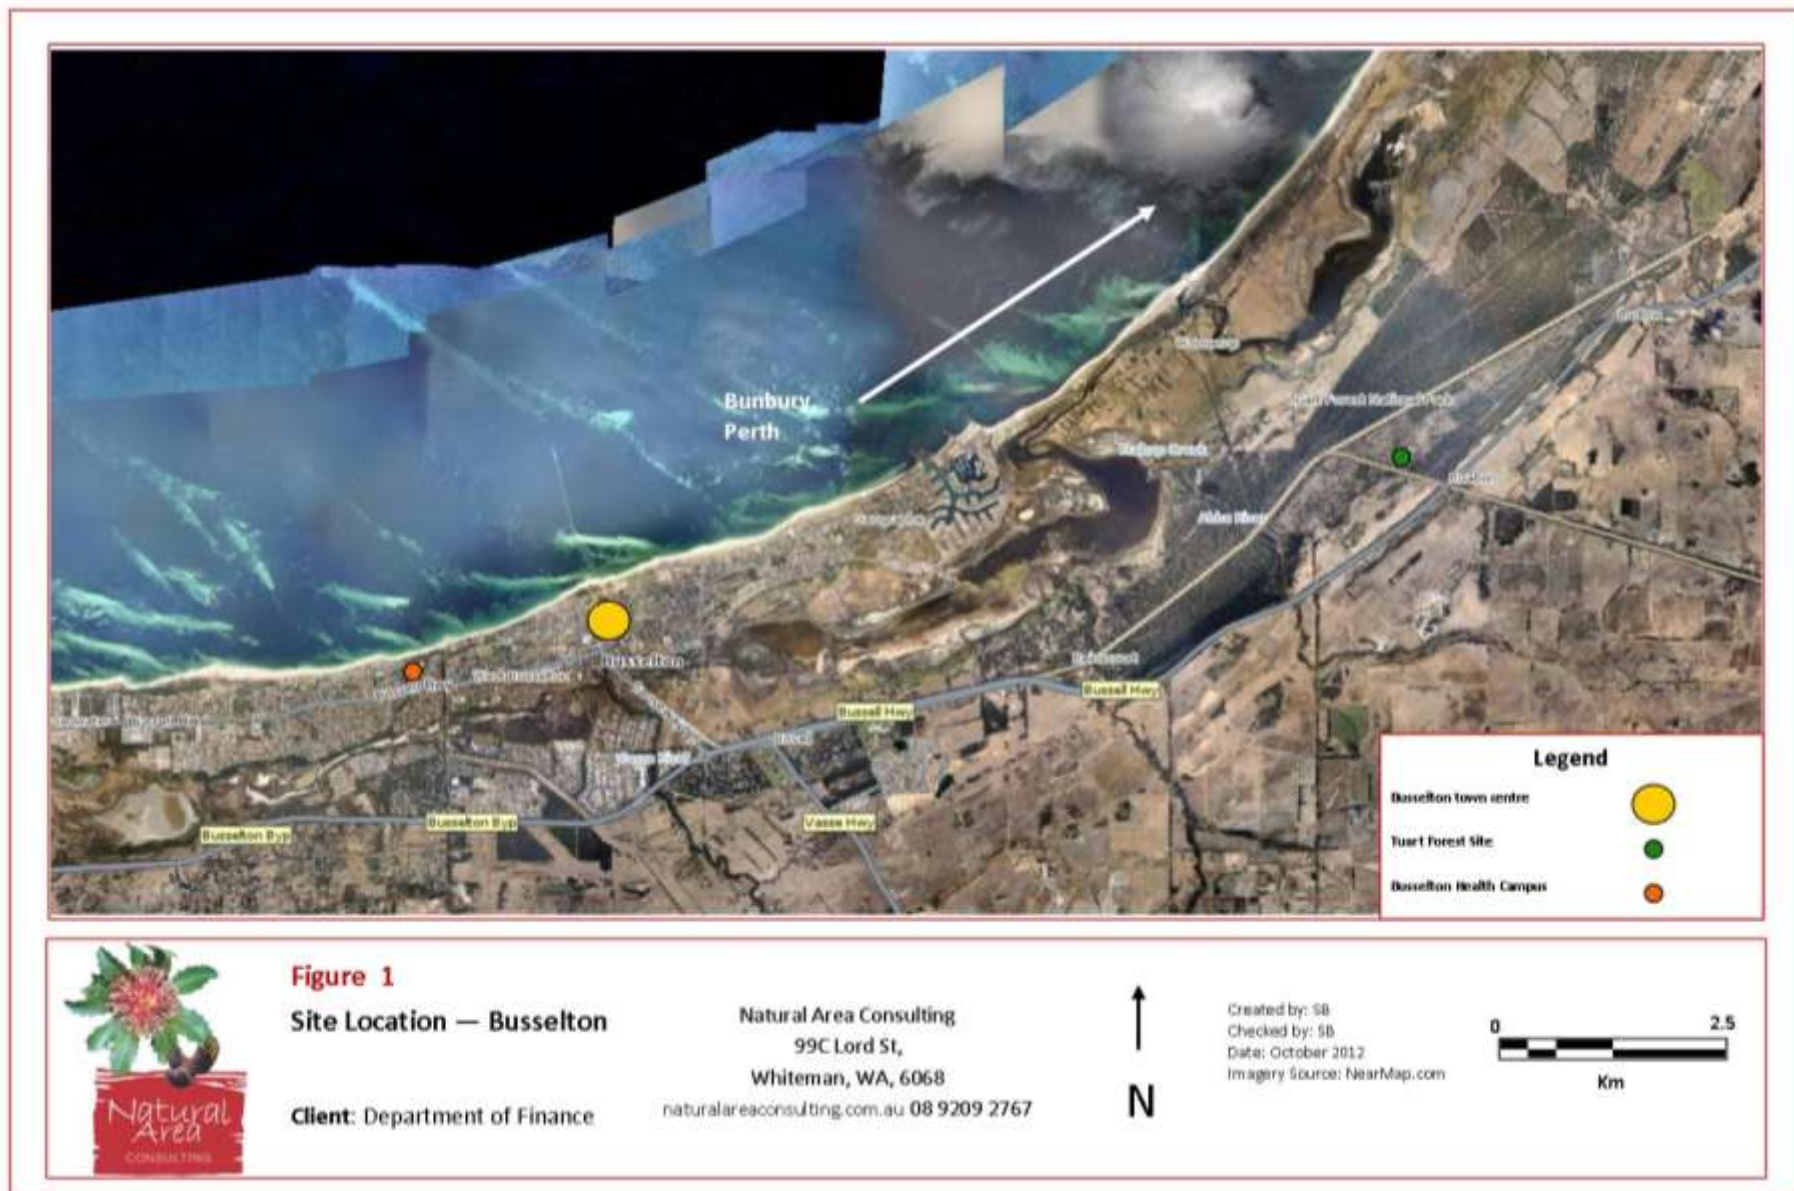 Bunbury
Perth
Busselton
Bussell Hwy
Bussell Hwy
Busselton Byp
Busselton Byp
Vasse Hwy
Abba River
Legend
Busselton town centre
Tuart Forest Site
Busselton Health Campus
Figure 1
Site Location — Busselton
Client: Department of Finance
Natural Area Consulting
99C Lord St,
Whiteman, WA, 6068
naturalareaconsulting.com.au 08 9209 2767
N
Created by: SB
Checked by: SB
Date: October 2012
Imagery Source: NearMap.com
0 2.5
Km
Natural
Area
CONSULTING